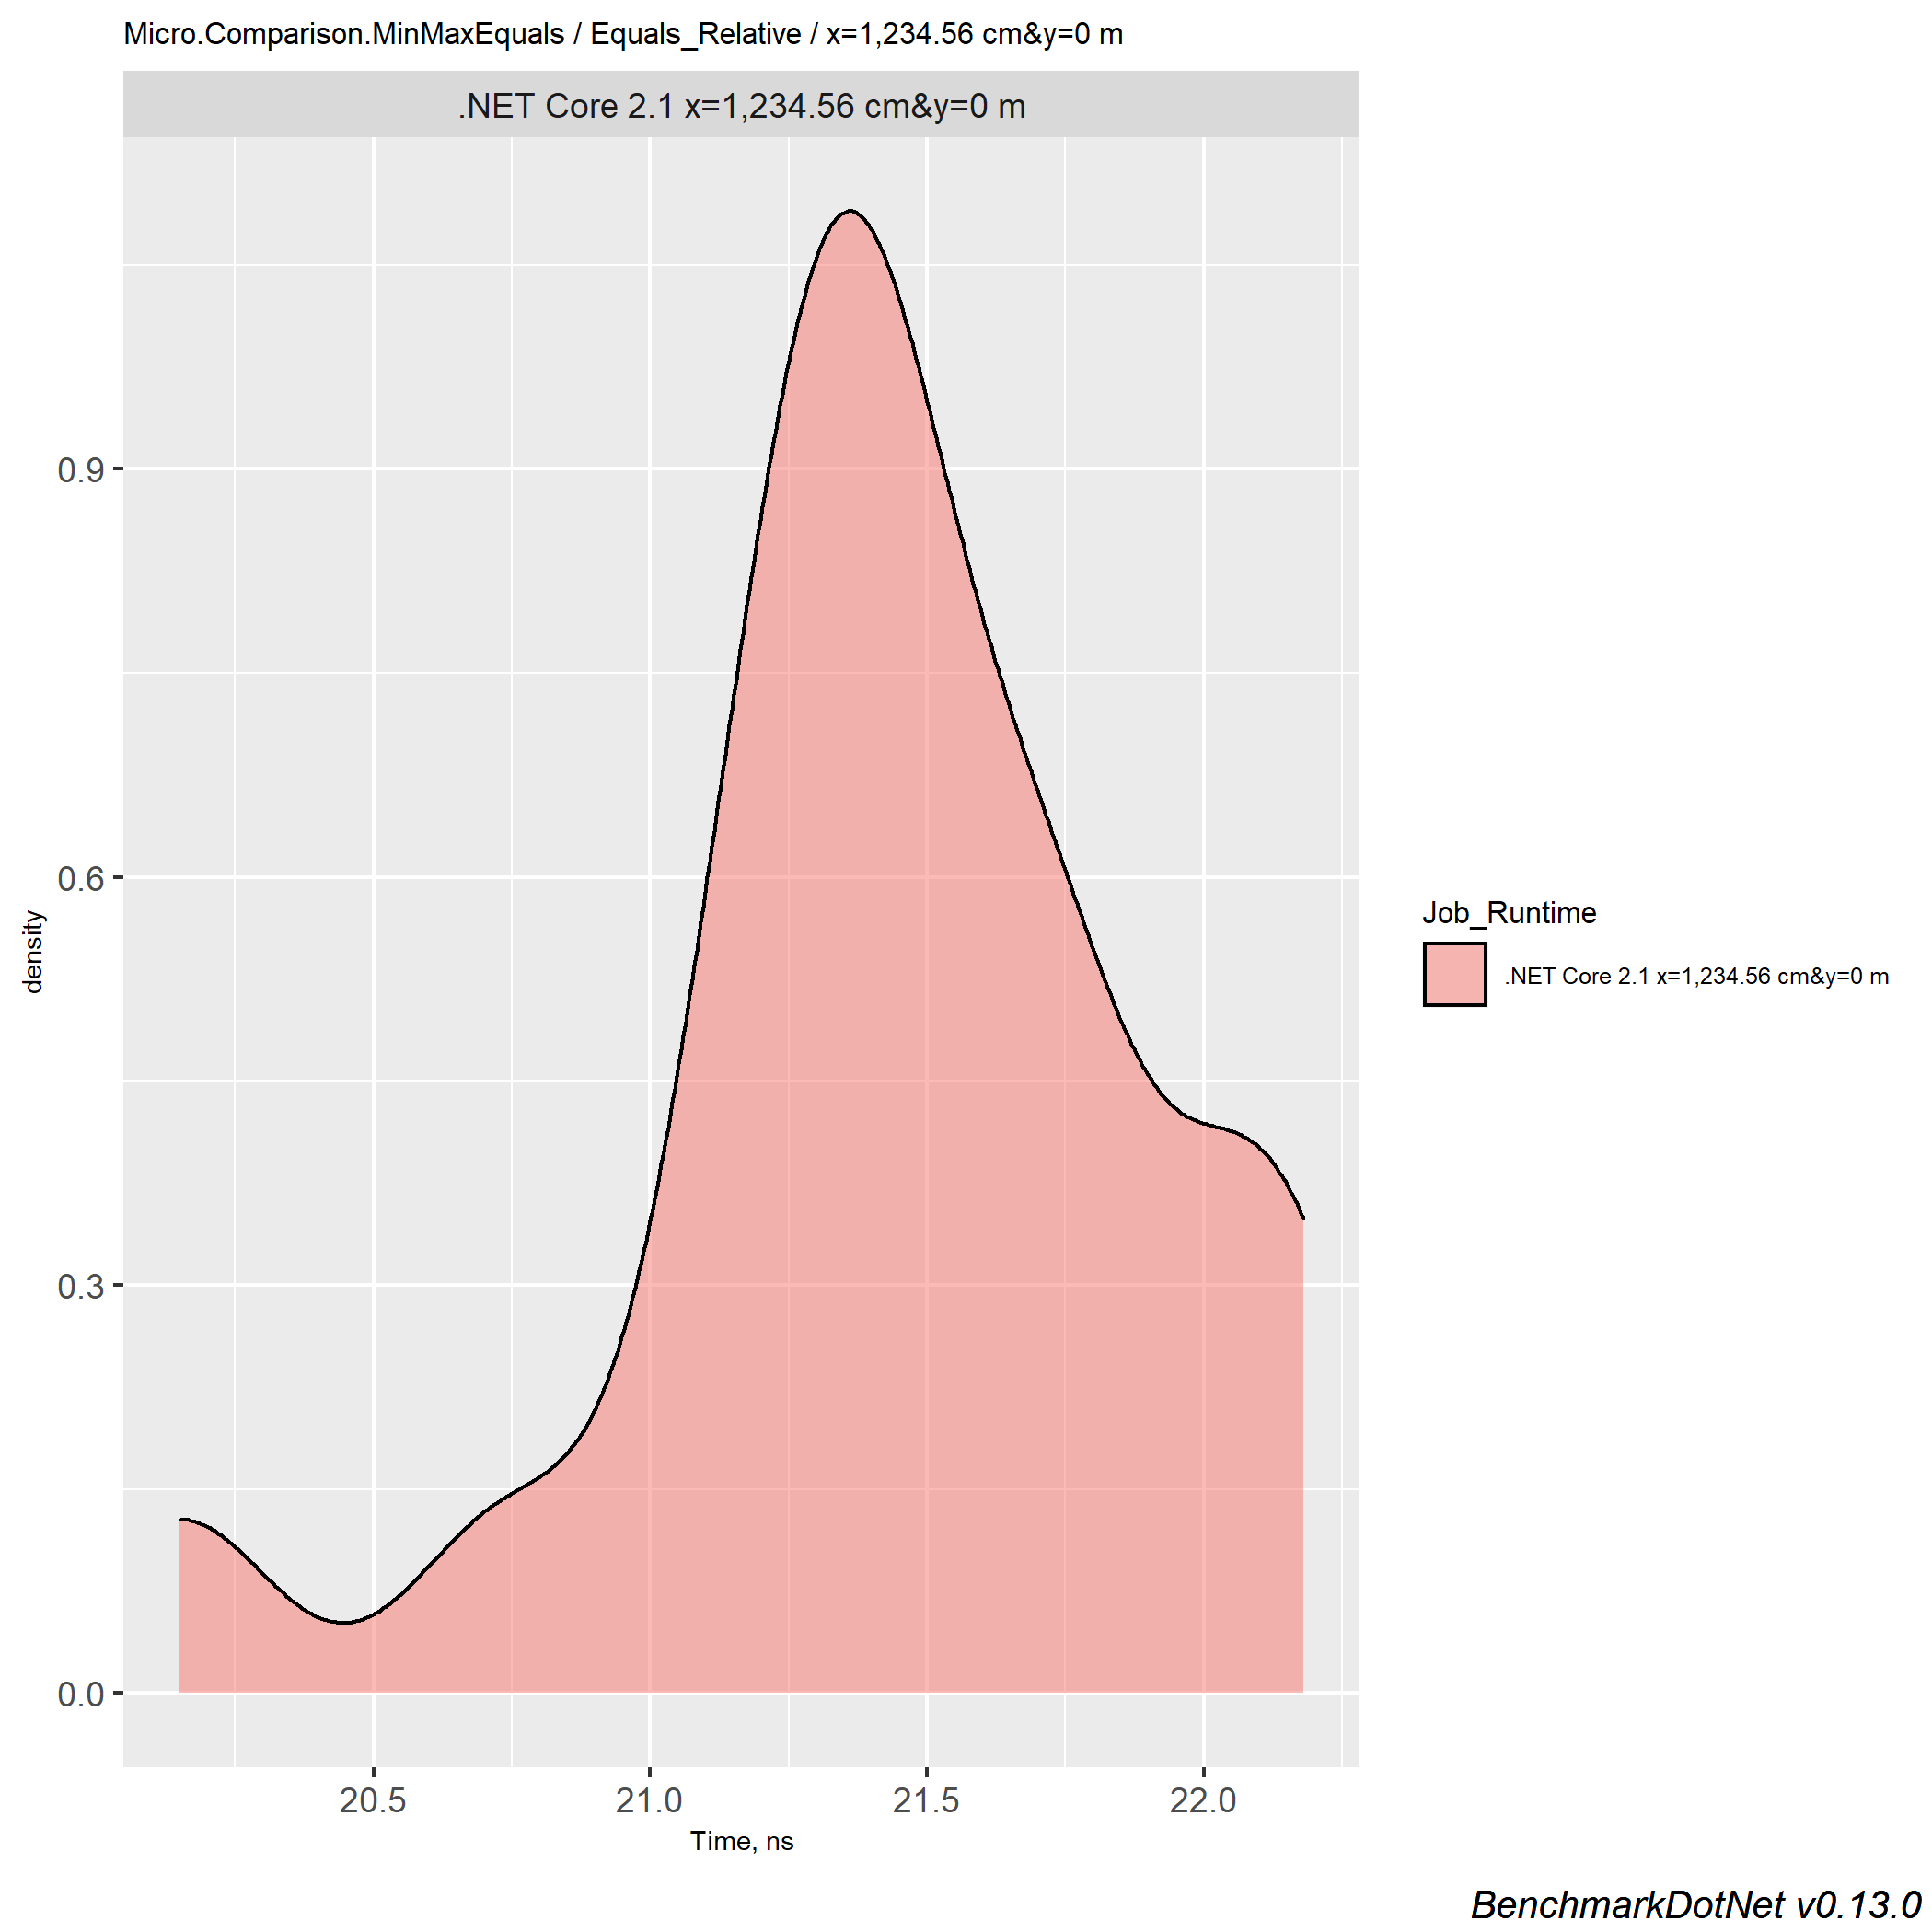 Micro.Comparison.MinMaxEquals / Equals_Relative / x=1,234.56 cm&y=0 m
.NET Core 2.1 x=1,234.56 cm&y=0 m
0.9
0.6
0.3
0.0
density
20.5 21.0 21.5 22.0
Time, ns
Job_Runtime
.NET Core 2.1 x=1,234.56 cm&y=0 m
BenchmarkDotNet v0.13.0